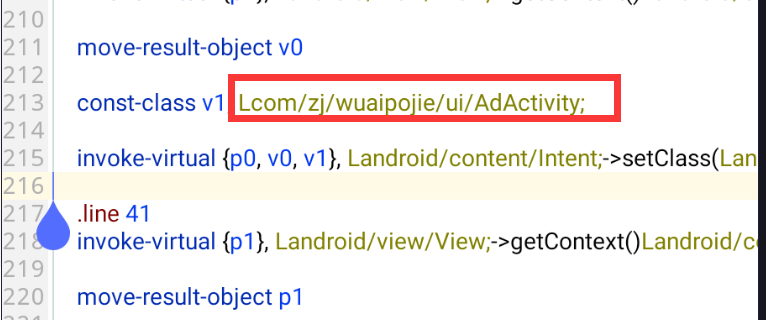 210
211 move-result-object v0
212
213 const-class v1 Lcom/zj/wuaipojie/ui/AdActivity;
214
215 invoke-virtual {p0, v0, v1}, Landroid/content/Intent;->setClass(Lan
216
217 .line 41
218 invoke-virtual {p1}, Landroid/view/View;->getContext()Landroid/co
219
220 move-result-object p1